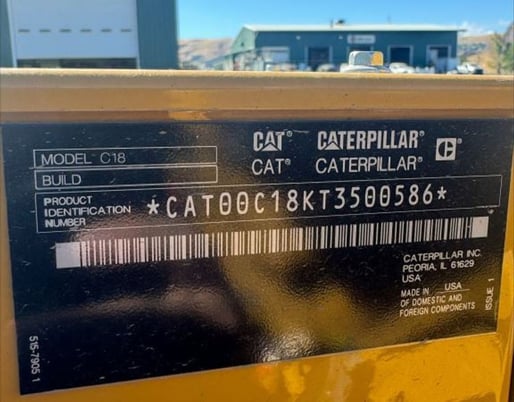 CAT® CATERPILLAR® C
CAT® CATERPILLAR®
MODEL C18
BUILD
PRODUCT
IDENTIFICATION
NUMBER
*CAT00C18KT3500586*
CATERPILLAR INC.
PEORIA, IL 61629
USA
MADE IN USA
OF DOMESTIC AND
FOREIGN COMPONENTS
ISSUE 1
515-7905 1